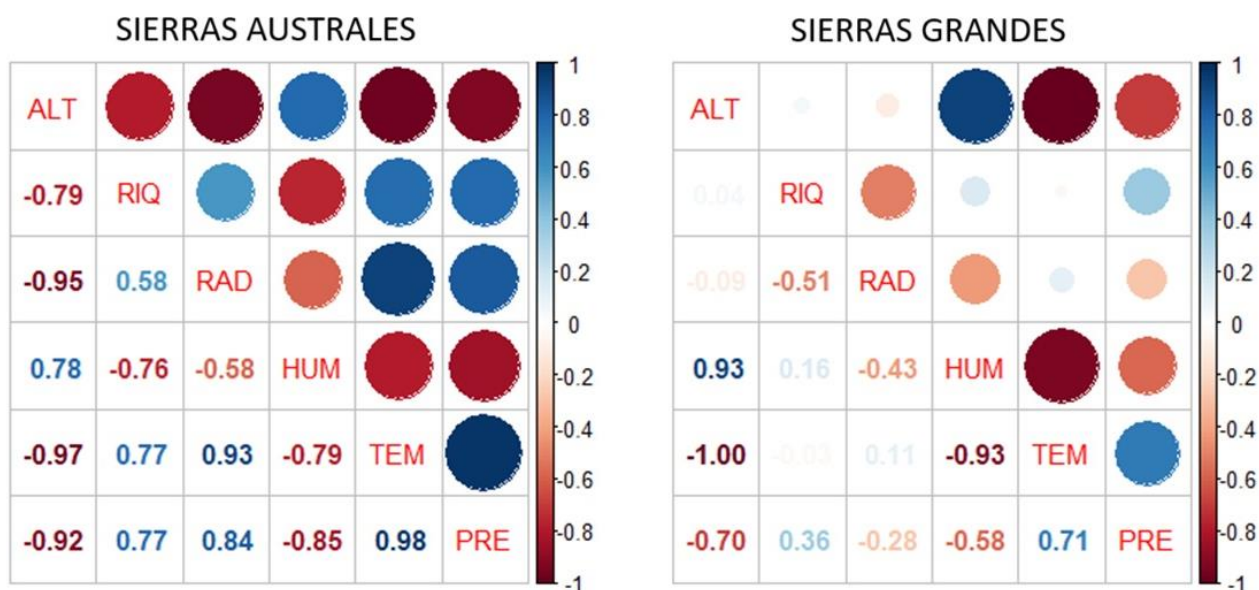 SIERRAS AUSTRALES
ALT
-0.79 RIQ
-0.95 0.58 RAD
0.78 -0.76 -0.58 HUM
-0.97 0.77 0.93 -0.79 TEM
-0.92 0.77 0.84 -0.85 0.98 PRE
1
0.8
0.6
0.4
0.2
0
-0.2
-0.4
-0.6
-0.8
-1
SIERRAS GRANDES
ALT
0.04 RIQ
-0.09 -0.51 RAD
0.93 0.16 -0.43 HUM
-1.00 -0.03 0.11 -0.93 TEM
-0.70 0.36 -0.28 -0.58 0.71 PRE
1
0.8
0.6
0.4
0.2
0
-0.2
-0.4
-0.6
-0.8
-1